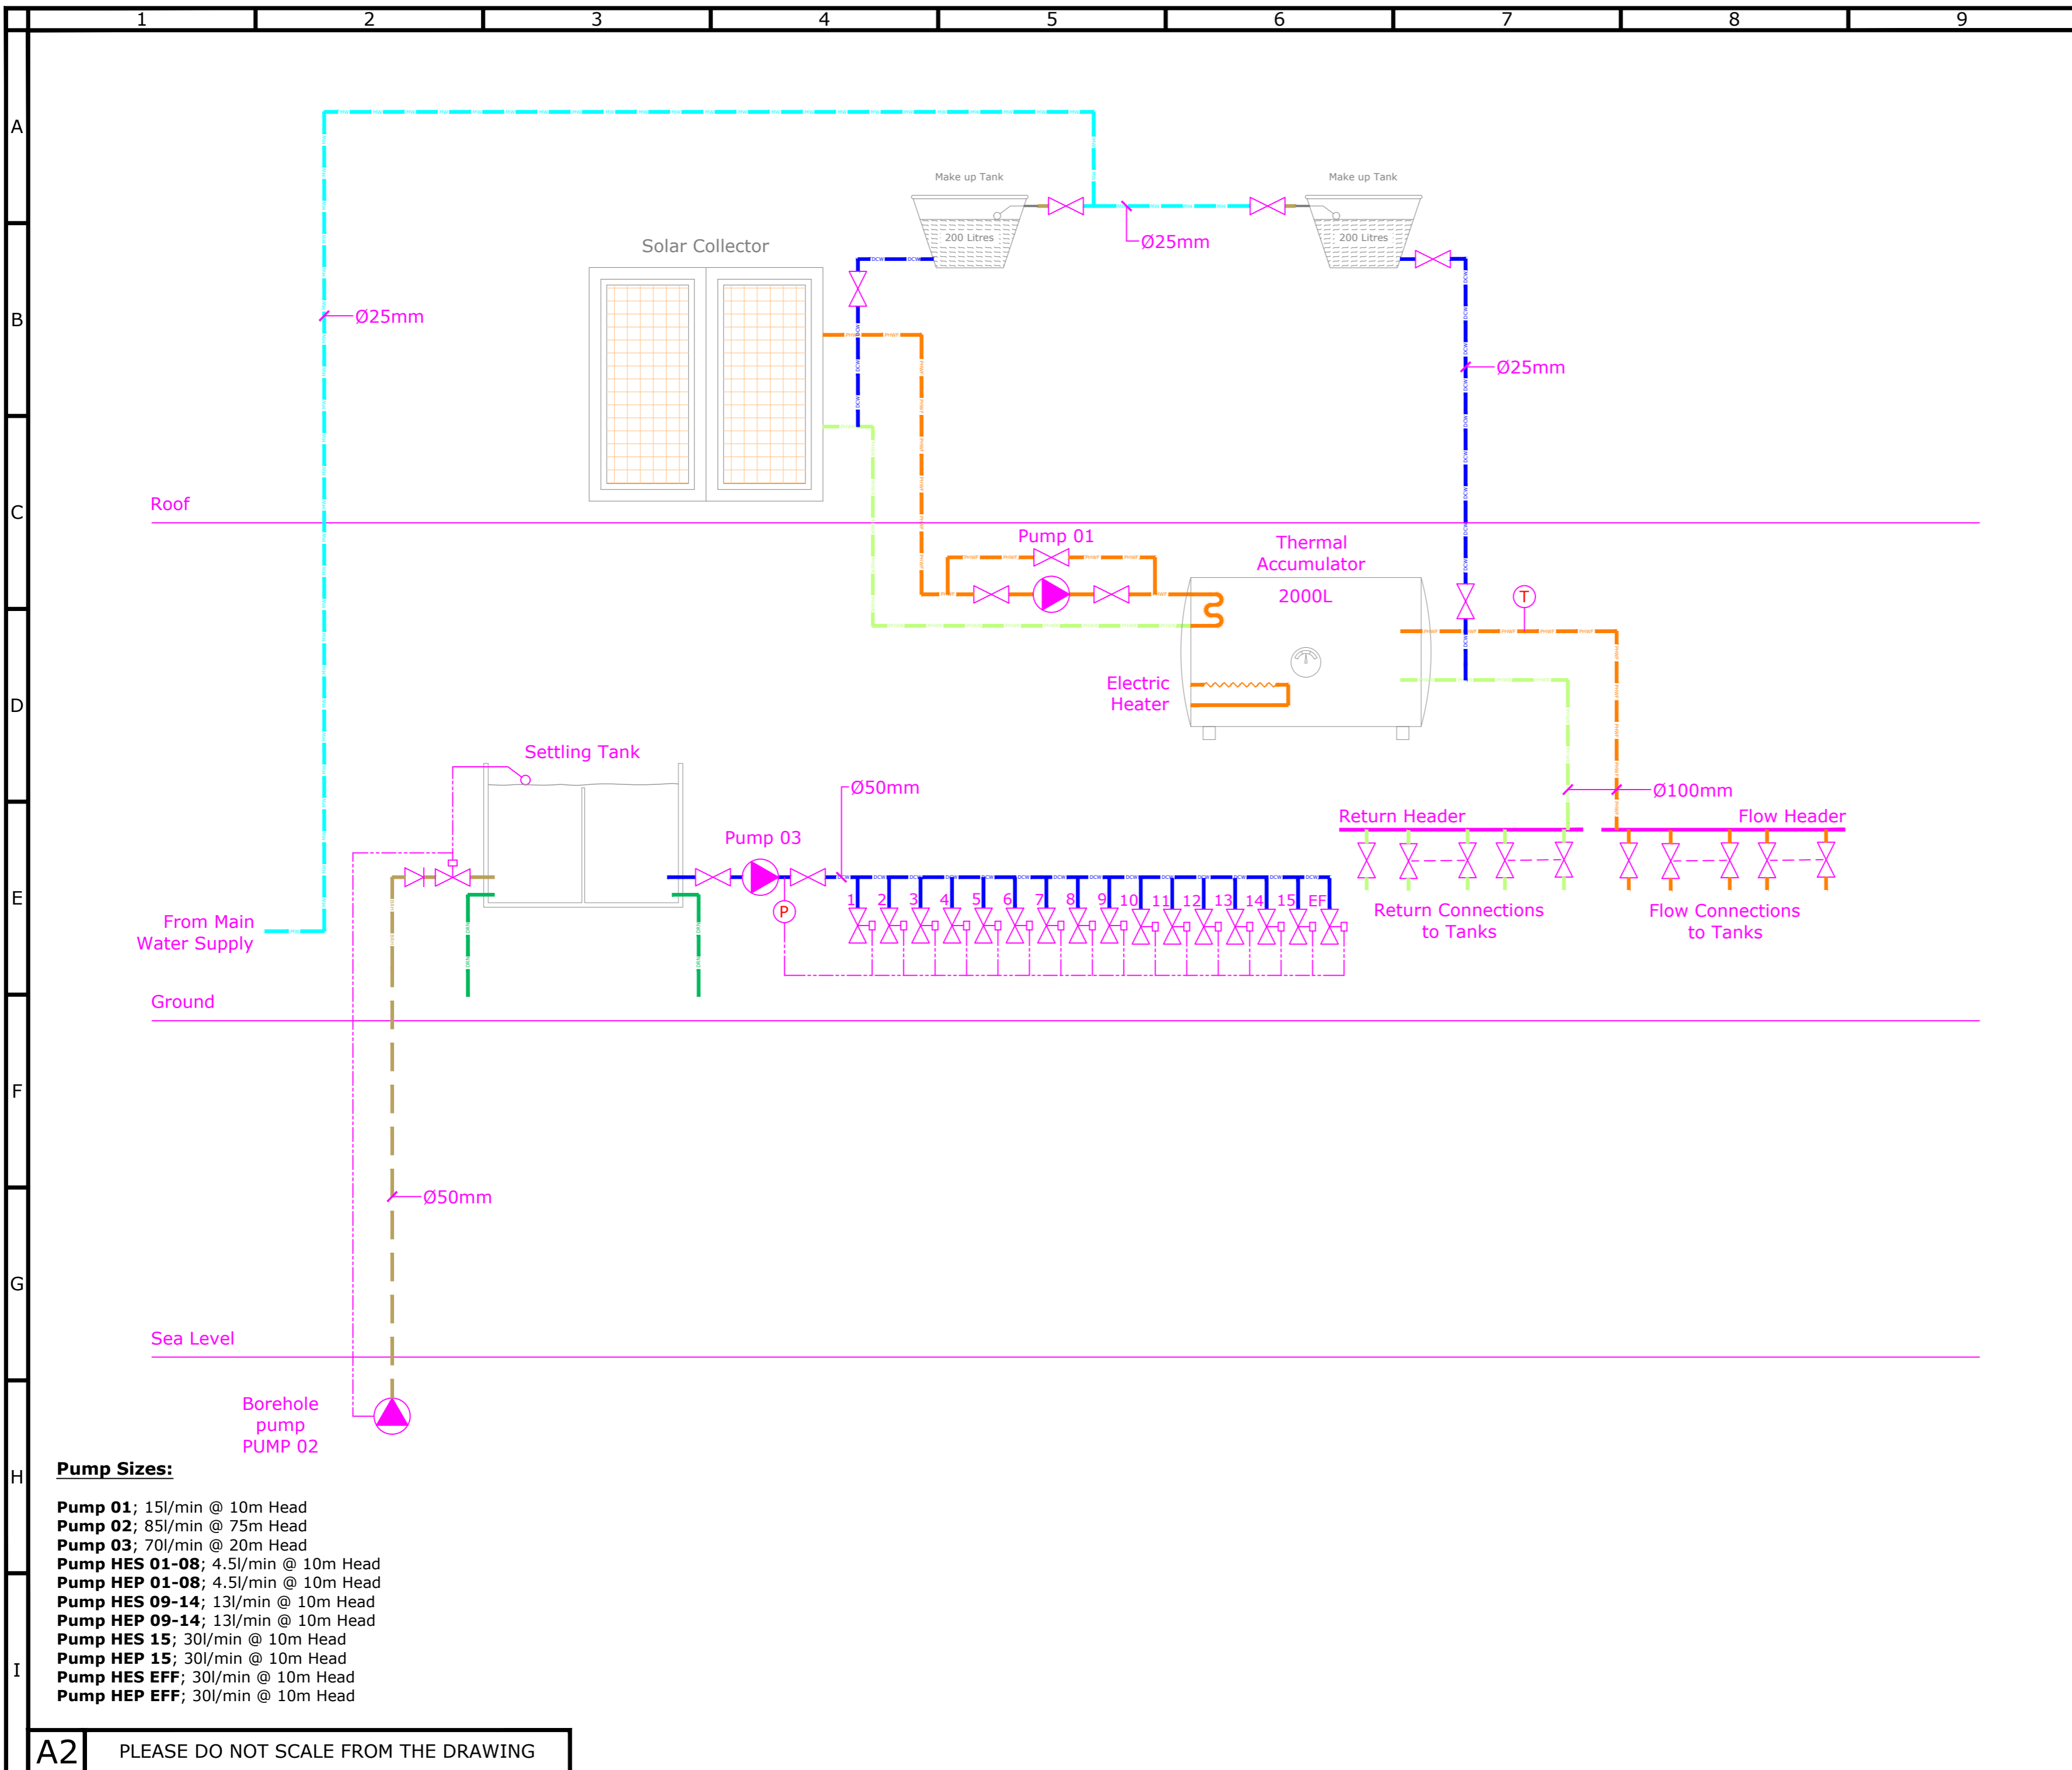 1 2 3 4 5 6 7 8 9
A
Make up Tank
Make up Tank
200 Litres
200 Litres
Ø25mm
Solar Collector
DCW DCW
B
Ø25mm
PHWF PHWF
Ø25mm
Roof
C
Pump 01
Thermal
Accumulator
2000L
T
Electric
Heater
D
Settling Tank
Ø50mm
Ø100mm
Return Header
Flow Header
Pump 03
E
P
1 2 3 4 5 6 7 8 9 10 11 12 13 14 15 EF
Return Connections
to Tanks
Flow Connections
to Tanks
From Main
Water Supply
Ground
F
Ø50mm
G
Sea Level
Borehole
pump
PUMP 02
H
Pump Sizes:
Pump 01; 15l/min @ 10m Head
Pump 02; 85l/min @ 75m Head
Pump 03; 70l/min @ 20m Head
Pump HES 01-08; 4.5l/min @ 10m Head
Pump HEP 01-08; 4.5l/min @ 10m Head
Pump HES 09-14; 13l/min @ 10m Head
Pump HEP 09-14; 13l/min @ 10m Head
Pump HES 15; 30l/min @ 10m Head
Pump HEP 15; 30l/min @ 10m Head
Pump HES EFF; 30l/min @ 10m Head
Pump HEP EFF; 30l/min @ 10m Head
I
A2
PLEASE DO NOT SCALE FROM THE DRAWING